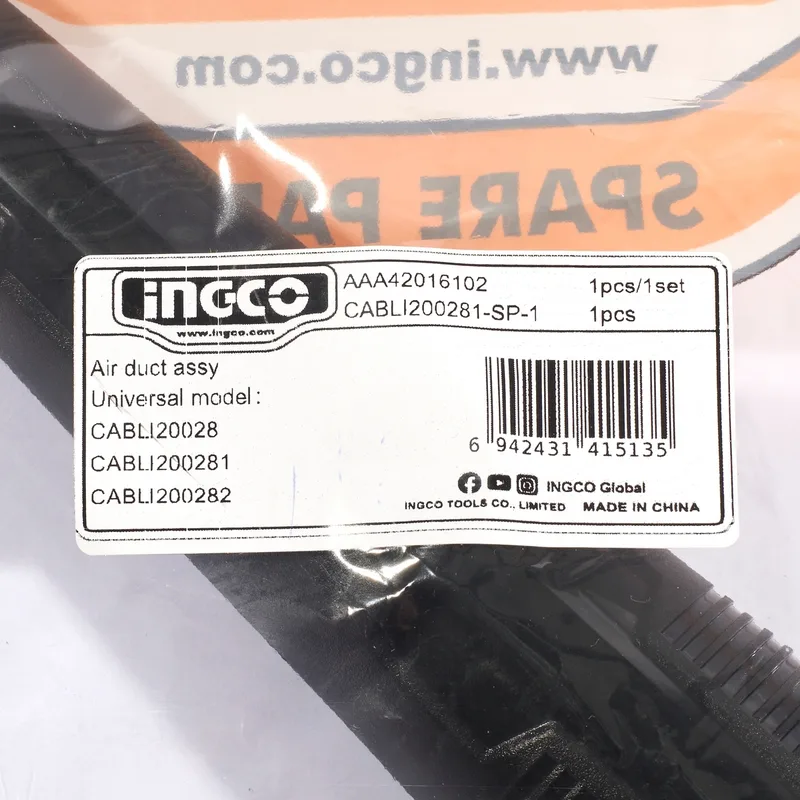 www.ingco.com
SPARE PA
INGCO
www.ingco.com
AAA42016102 1pcs/1set
CABLI200281-SP-1 1pcs
Air duct assy
Universal model:
CABLI20028
CABLI200281
CABLI200282
6 942431 415135
INGCO Global
INGCO TOOLS CO., LIMITED MADE IN CHINA